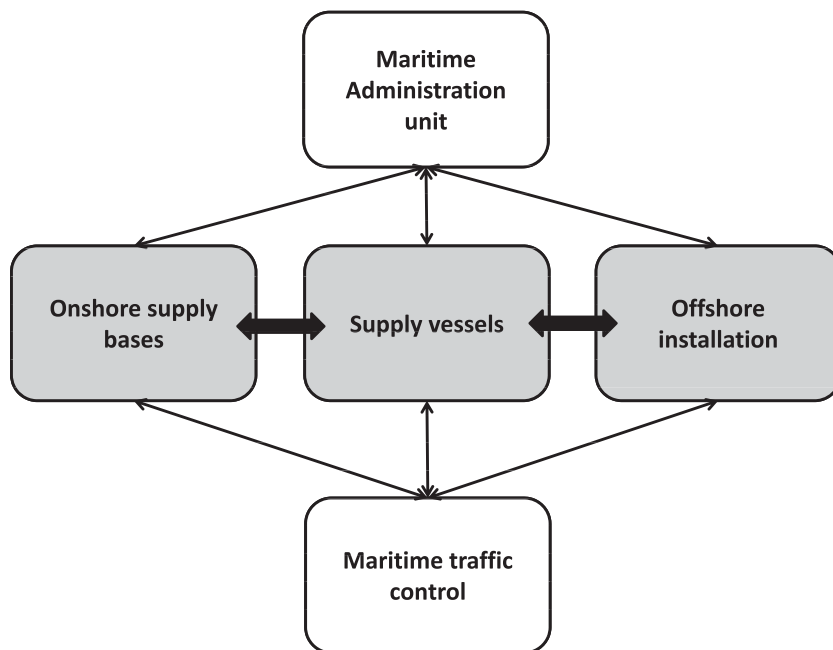 Maritime
Administration
unit
Onshore supply
bases
Supply vessels
Offshore
installation
Maritime traffic
control